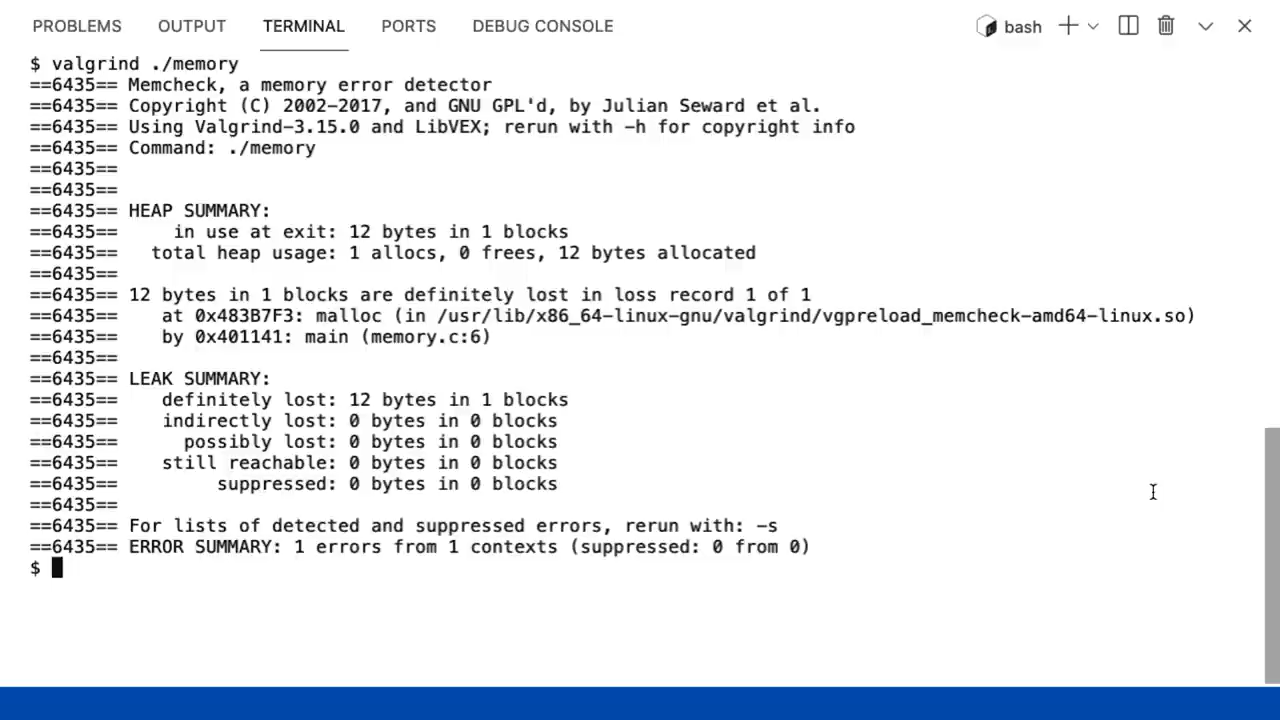 PROBLEMS OUTPUT TERMINAL PORTS DEBUG CONSOLE bash
$ valgrind ./memory
==6435== Memcheck, a memory error detector
==6435== Copyright (C) 2002-2017, and GNU GPL'd, by Julian Seward et al.
==6435== Using Valgrind-3.15.0 and LibVEX; rerun with -h for copyright info
==6435== Command: ./memory
==6435==
==6435==
==6435== HEAP SUMMARY:
==6435==     in use at exit: 12 bytes in 1 blocks
==6435==   total heap usage: 1 allocs, 0 frees, 12 bytes allocated
==6435==
==6435== 12 bytes in 1 blocks are definitely lost in loss record 1 of 1
==6435==    at 0x483B7F3: malloc (in /usr/lib/x86_64-linux-gnu/valgrind/vgpreload_memcheck-amd64-linux.so)
==6435==    by 0x401141: main (memory.c:6)
==6435==
==6435== LEAK SUMMARY:
==6435==    definitely lost: 12 bytes in 1 blocks
==6435==    indirectly lost: 0 bytes in 0 blocks
==6435==      possibly lost: 0 bytes in 0 blocks
==6435==    still reachable: 0 bytes in 0 blocks
==6435==         suppressed: 0 bytes in 0 blocks
==6435==
==6435== For lists of detected and suppressed errors, rerun with: -s
==6435== ERROR SUMMARY: 1 errors from 1 contexts (suppressed: 0 from 0)
$